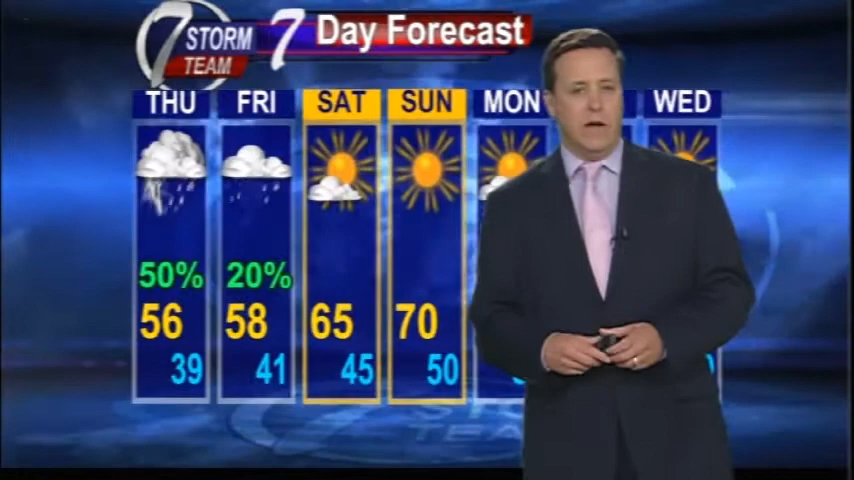 7 STORM TEAM
7 Day Forecast
THU FRI SAT SUN MON WED
50% 20%
56 58 65 70
39 41 45 50